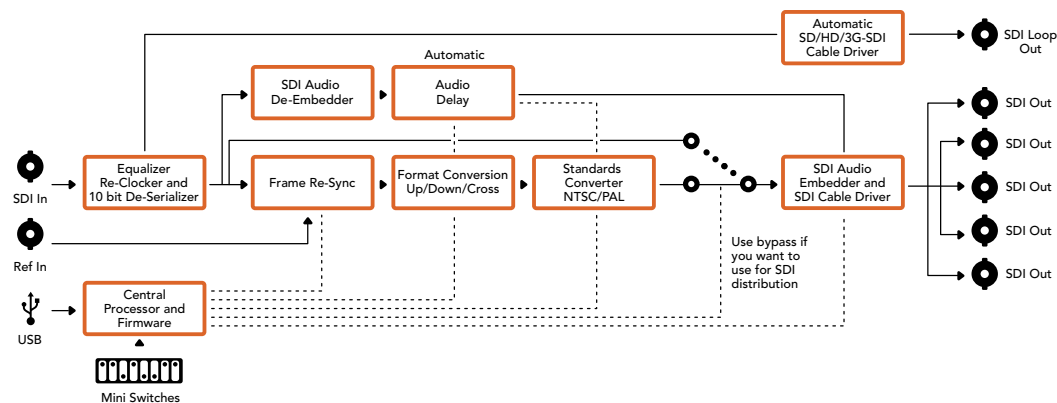 Automatic
SD/HD/3G-SDI
Cable Driver
SDI Loop
Out
Automatic
SDI Audio
De-Embedder
Audio
Delay
SDI Out
SDI Out
SDI Out
SDI Out
SDI Out
SDI In
Equalizer
Re-Clocker and
10 bit De-Serializer
Frame Re-Sync
Format Conversion
Up/Down/Cross
Standards
Converter
NTSC/PAL
SDI Audio
Embedder and
SDI Cable Driver
Ref In
Use bypass if
you want to
use for SDI
distribution
USB
Central
Processor and
Firmware
Mini Switches